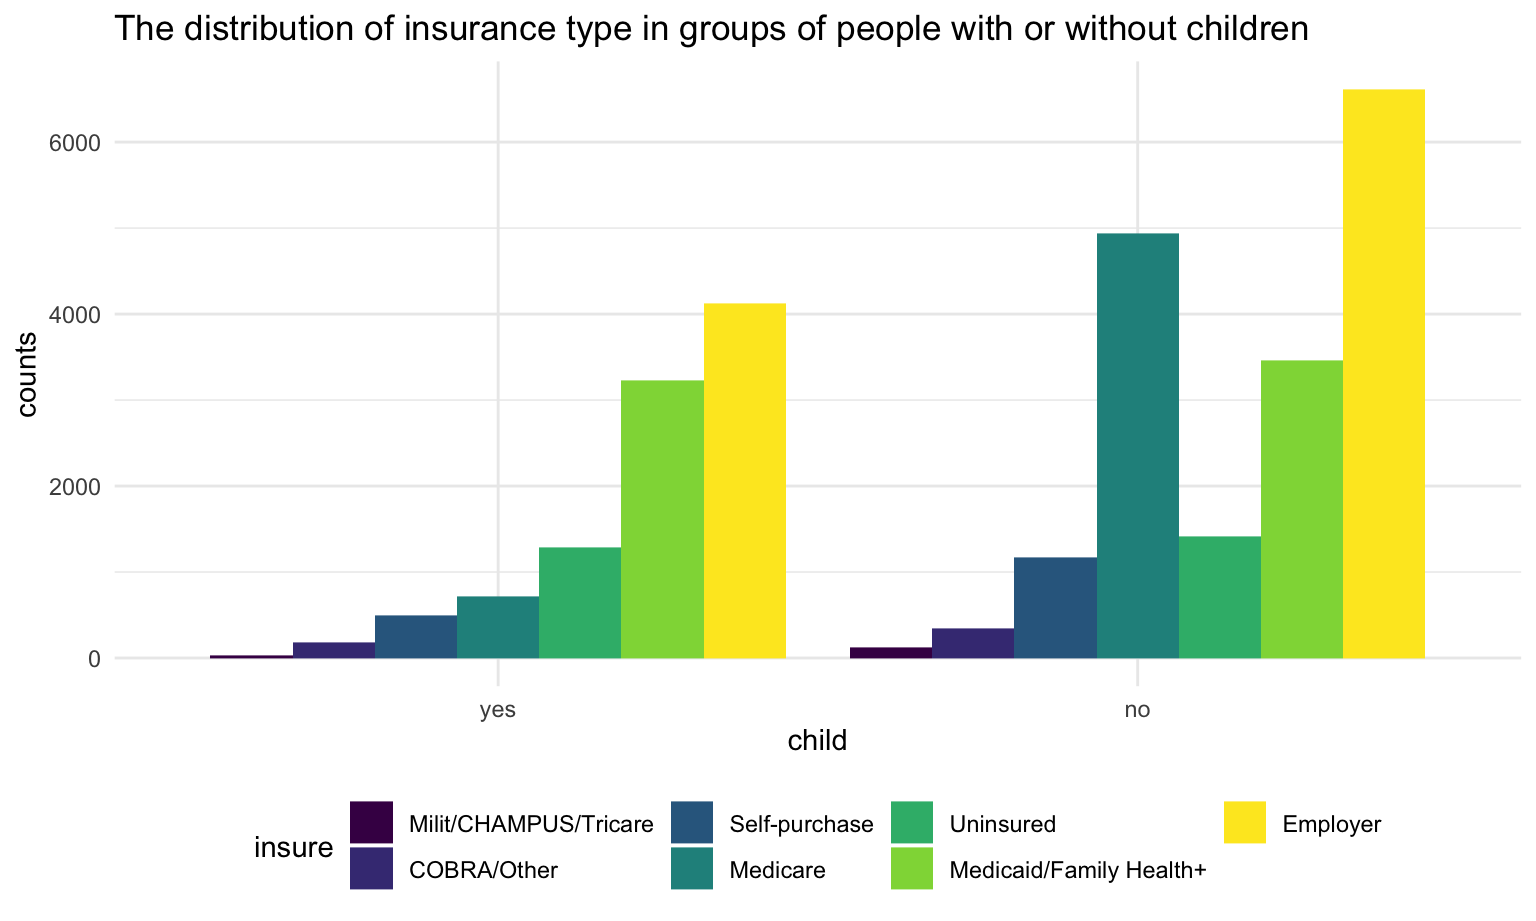 The distribution of insurance type in groups of people with or without children
counts
6000
4000
2000
0
yes no
child
insure
Milit/CHAMPUS/Tricare Self-purchase Uninsured Employer
COBRA/Other Medicare Medicaid/Family Health+